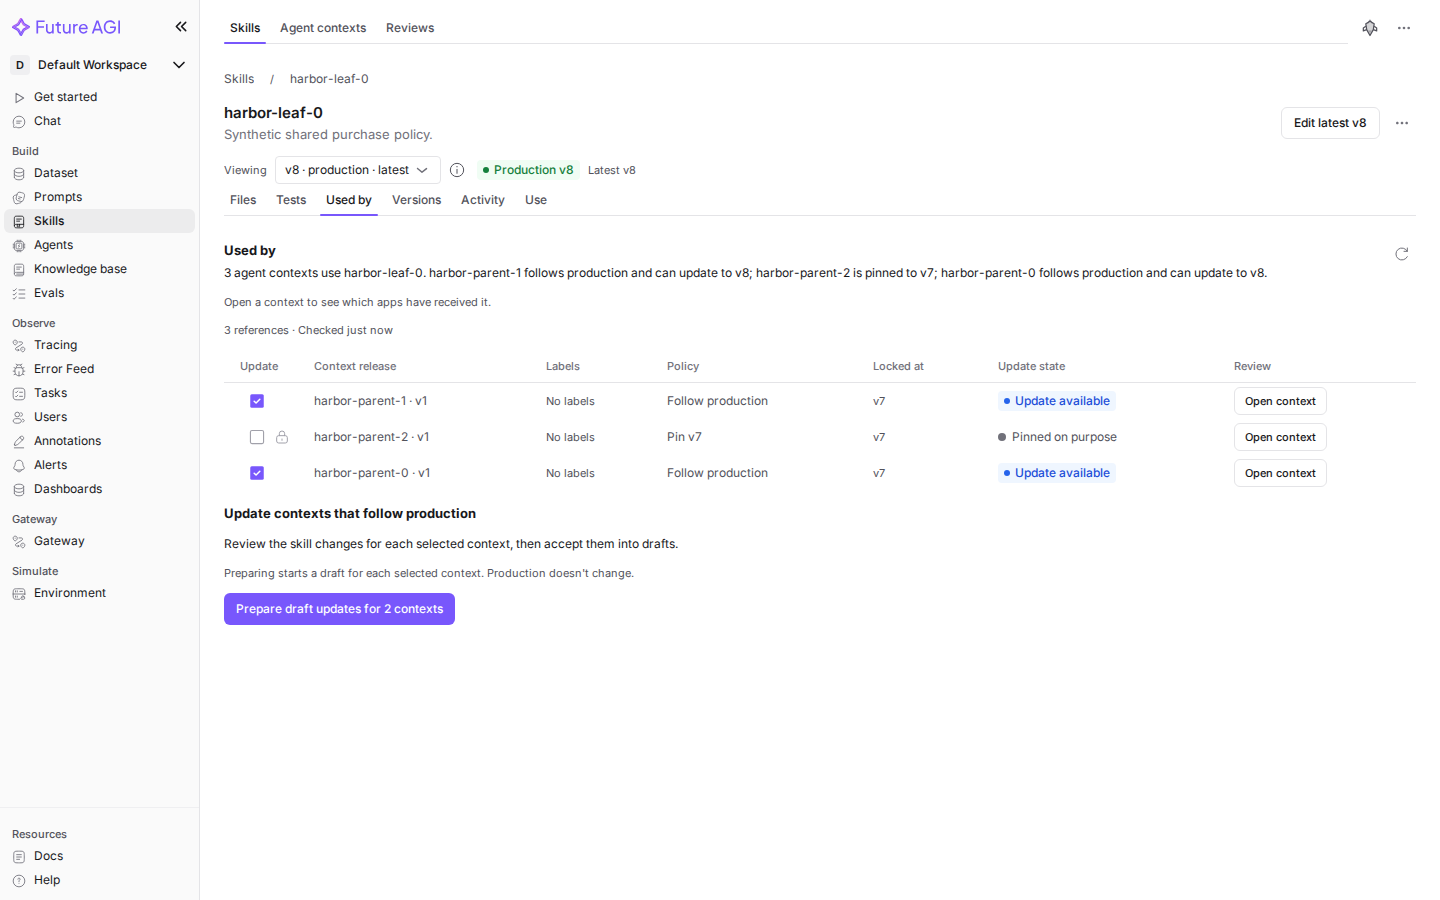 Future AGI
D Default Workspace
Get started
Chat
Build
Dataset
Prompts
Skills
Agents
Knowledge base
Evals
Observe
Tracing
Error Feed
Tasks
Users
Annotations
Alerts
Dashboards
Gateway
Gateway
Simulate
Environment
Resources
Docs
Help
Skills Agent contexts Reviews
Skills / harbor-leaf-0
harbor-leaf-0
Synthetic shared purchase policy.
Edit latest v8
Viewing v8 · production · latest Production v8 Latest v8
Files Tests Used by Versions Activity Use
Used by
3 agent contexts use harbor-leaf-0. harbor-parent-1 follows production and can update to v8; harbor-parent-2 is pinned to v7; harbor-parent-0 follows production and can update to v8.
Open a context to see which apps have received it.
3 references · Checked just now
Update Context release Labels Policy Locked at Update state Review
harbor-parent-1 · v1 No labels Follow production v7 Update available Open context
harbor-parent-2 · v1 No labels Pin v7 v7 Pinned on purpose Open context
harbor-parent-0 · v1 No labels Follow production v7 Update available Open context
Update contexts that follow production
Review the skill changes for each selected context, then accept them into drafts.
Preparing starts a draft for each selected context. Production doesn't change.
Prepare draft updates for 2 contexts